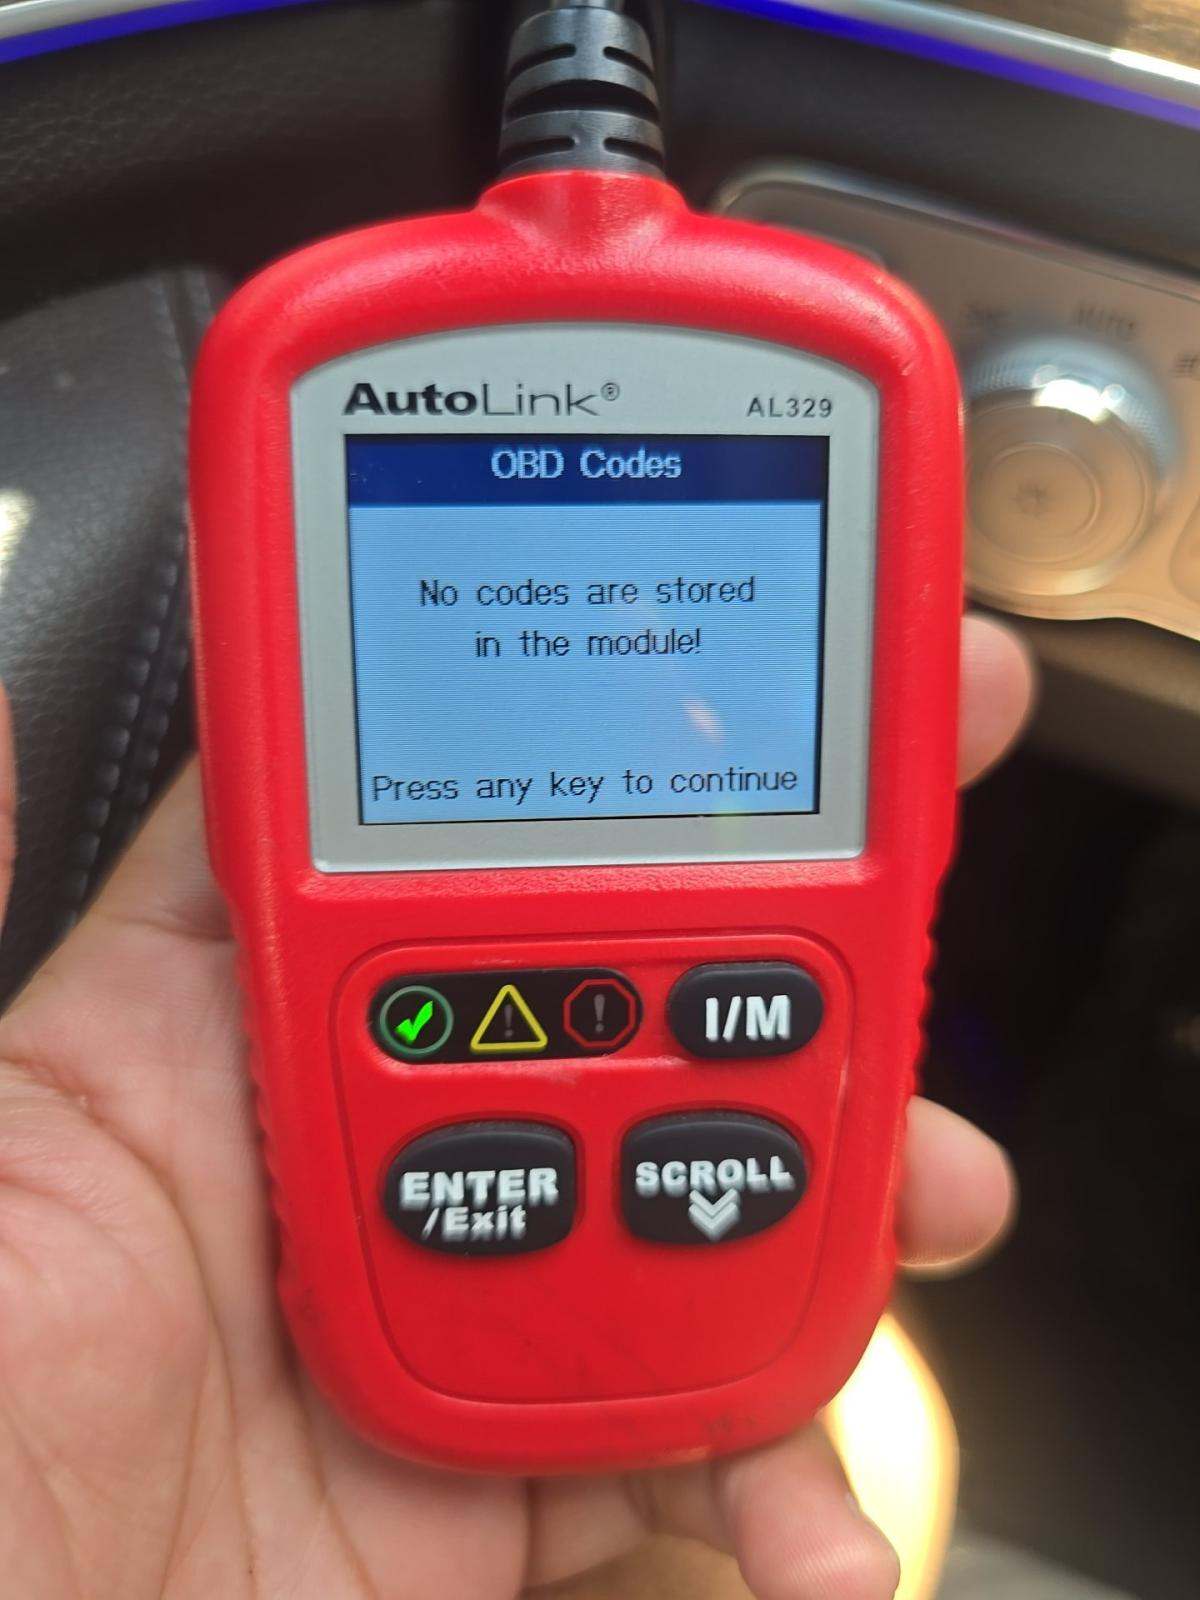 AutoLink® AL329
OBD Codes
No codes are stored
in the module!
Press any key to continue
I/M
ENTER
/Exit
SCROLL